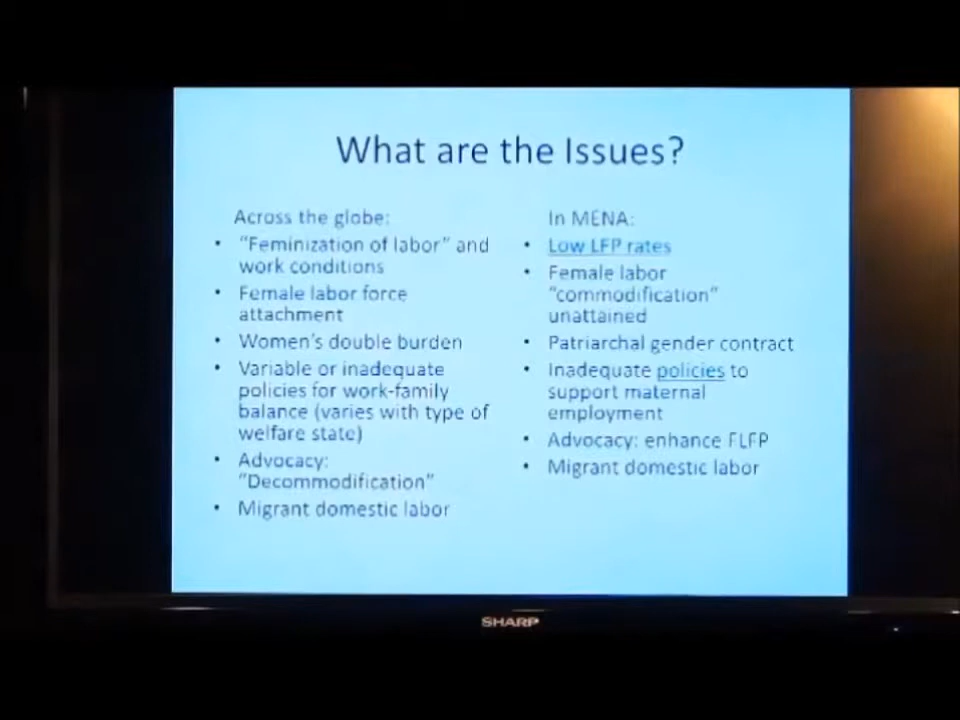 What are the Issues?
Across the globe:
• “Feminization of labor” and
work conditions
• Female labor force
attachment
• Women’s double burden
• Variable or inadequate
policies for work-family
balance (varies with type of
welfare state)
• Advocacy:
“Decommodification”
• Migrant domestic labor
In MENA:
• Low LFP rates
• Female labor
“commodification”
unattained
• Patriarchal gender contract
• Inadequate policies to
support maternal
employment
• Advocacy: enhance FLFP
• Migrant domestic labor
SHARP